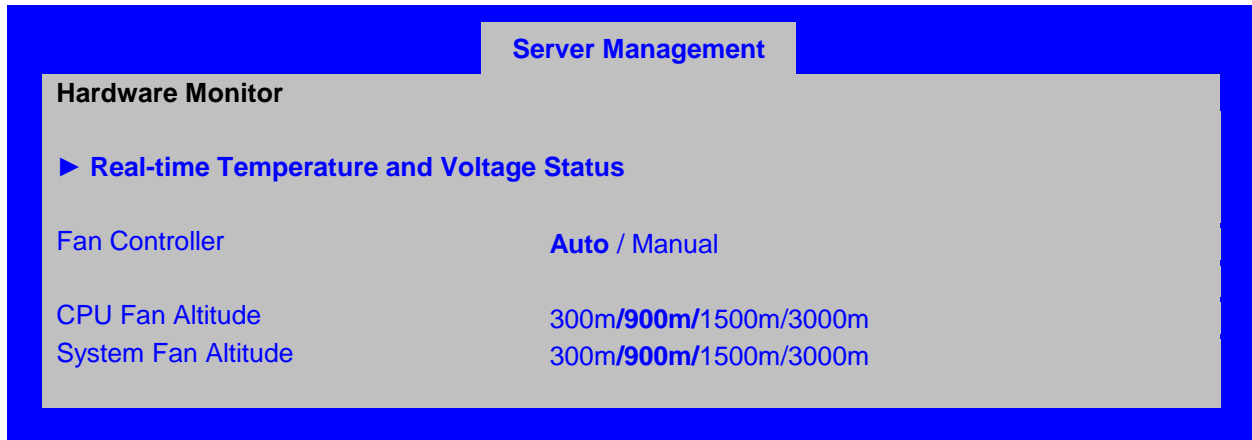 Server Management
Hardware Monitor
► Real-time Temperature and Voltage Status
Fan Controller Auto / Manual
CPU Fan Altitude 300m/900m/1500m/3000m
System Fan Altitude 300m/900m/1500m/3000m